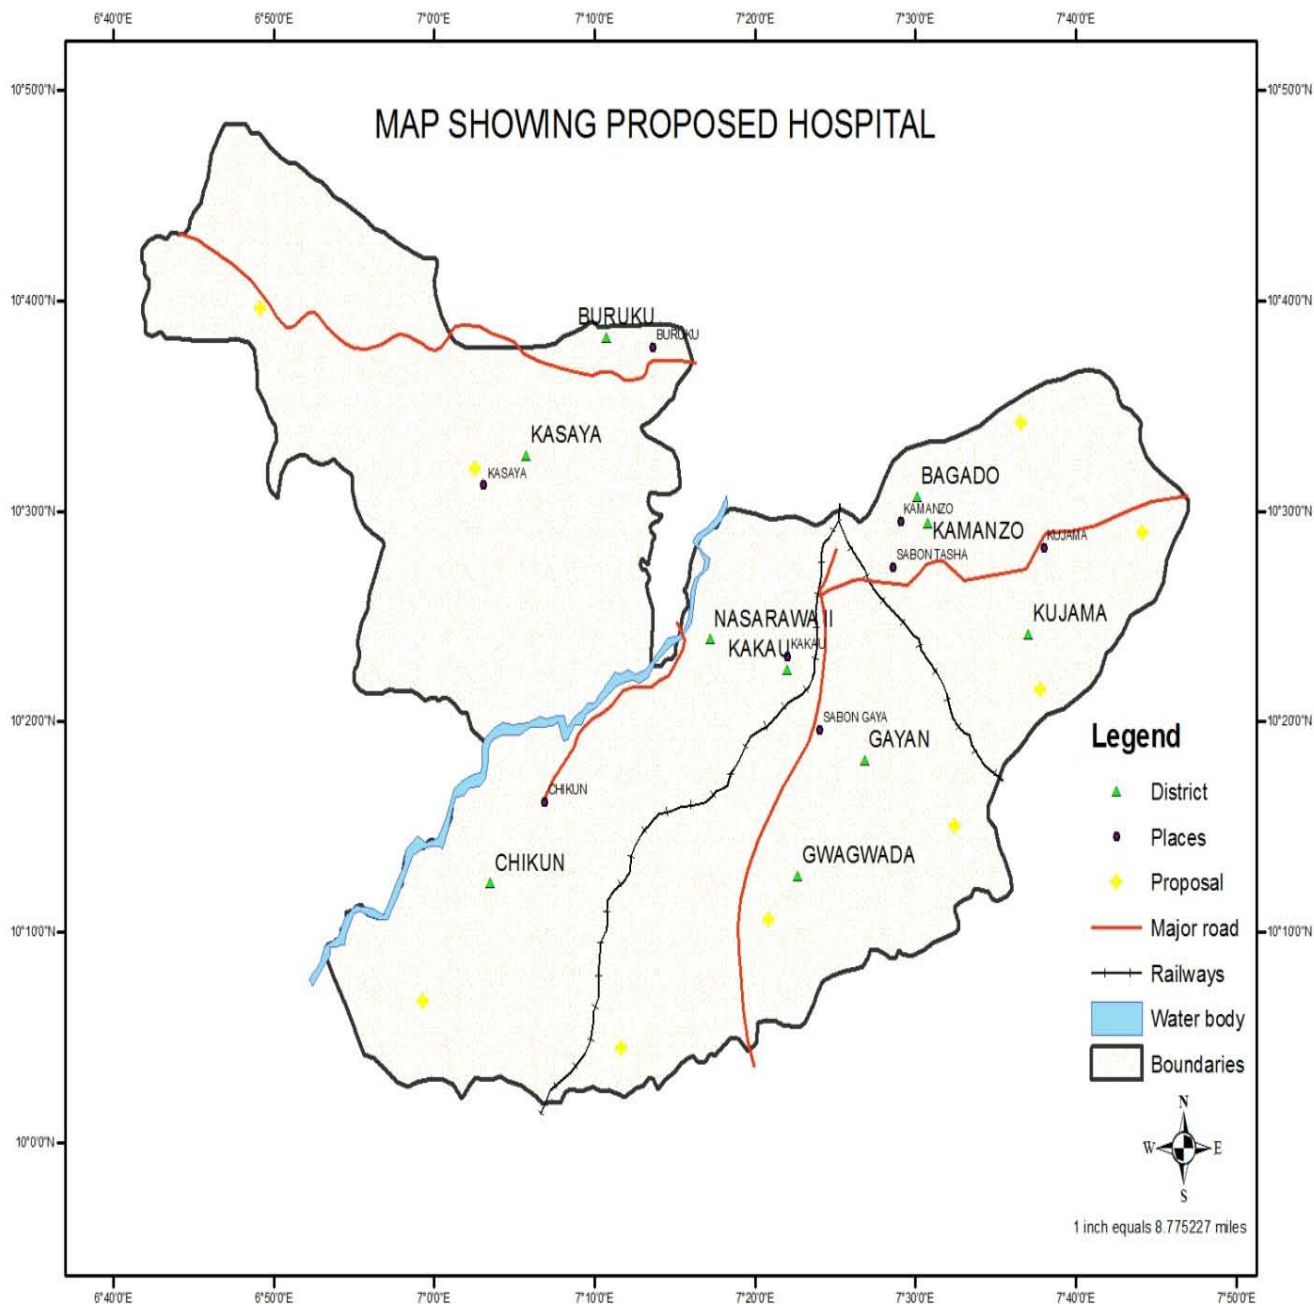 6°40'0"E 6°50'0"E 7°0'0"E 7°10'0"E 7°20'0"E 7°30'0"E 7°40'0"E
10°50'0"N 10°50'0"N
MAP SHOWING PROPOSED HOSPITAL
10°40'0"N 10°40'0"N
BURUKU
BURUKU
KASAYA
KASAYA
BAGADO
10°30'0"N 10°30'0"N
KAMANZO
KAMANZO
KUJAMA
SABON TASHA
NASARAWA II
KUJAMA
KAKAU
KAKAU
10°20'0"N 10°20'0"N
SABON GAYA
GAYAN
CHIKUN
GWAGWADA
CHIKUN
10°10'0"N 10°10'0"N
10°0'0"N
Legend
District
Places
Proposal
Major road
Railways
Water body
Boundaries
N
W E
S
1 inch equals 8.775227 miles
6°40'0"E 6°50'0"E 7°0'0"E 7°10'0"E 7°20'0"E 7°30'0"E 7°40'0"E 7°50'0"E